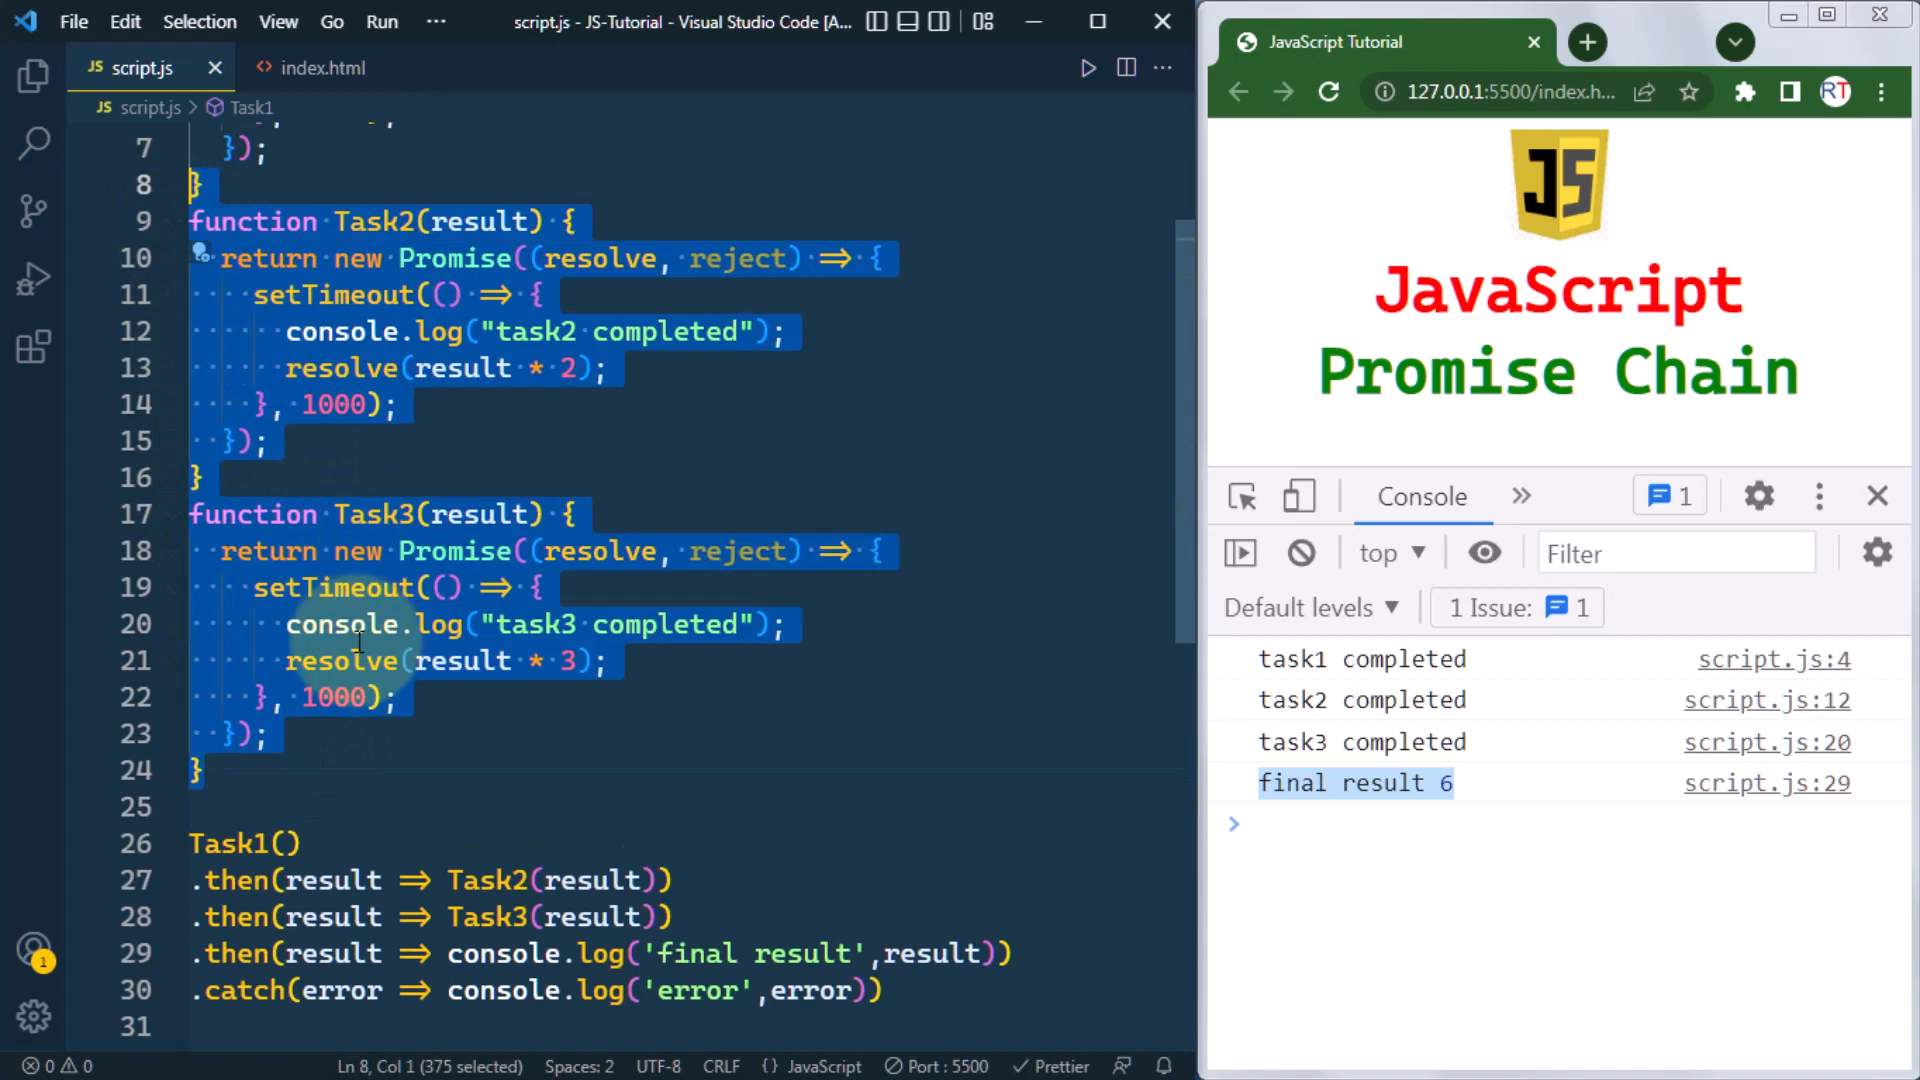 File Edit Selection View Go Run ··· script.js - JS-Tutorial - Visual Studio Code [A...
JS script.js index.html
JS script.js > Task1
7 });
8 }
9 function Task2(result) {
10 return new Promise((resolve, reject) => {
11 setTimeout(() => {
12 console.log("task2 completed");
13 resolve(result * 2);
14 }, 1000);
15 });
16 }
17 function Task3(result) {
18 return new Promise((resolve, reject) => {
19 setTimeout(() => {
20 console.log("task3 completed");
21 resolve(result * 3);
22 }, 1000);
23 });
24 }
25
26 Task1()
27 .then(result => Task2(result))
28 .then(result => Task3(result))
29 .then(result => console.log('final result',result))
30 .catch(error => console.log('error',error))
31
1
0 0 Ln 8, Col 1 (375 selected) Spaces: 2 UTF-8 CRLF {} JavaScript Port : 5500 Prettier
JavaScript Tutorial
127.0.0.1:5500/index.h... RT
JS
JavaScript
Promise Chain
Console 1
top Filter
Default levels 1 Issue: 1
task1 completed script.js:4
task2 completed script.js:12
task3 completed script.js:20
final result 6 script.js:29